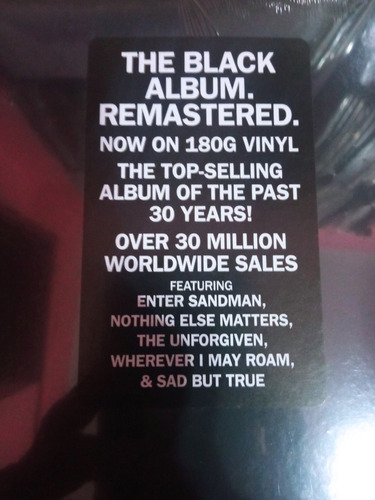 THE BLACK
ALBUM.
REMASTERED.
NOW ON 180G VINYL
THE TOP-SELLING
ALBUM OF THE PAST
30 YEARS!
OVER 30 MILLION
WORLDWIDE SALES
FEATURING
ENTER SANDMAN,
NOTHING ELSE MATTERS,
THE UNFORGIVEN,
WHEREVER I MAY ROAM,
& SAD BUT TRUE